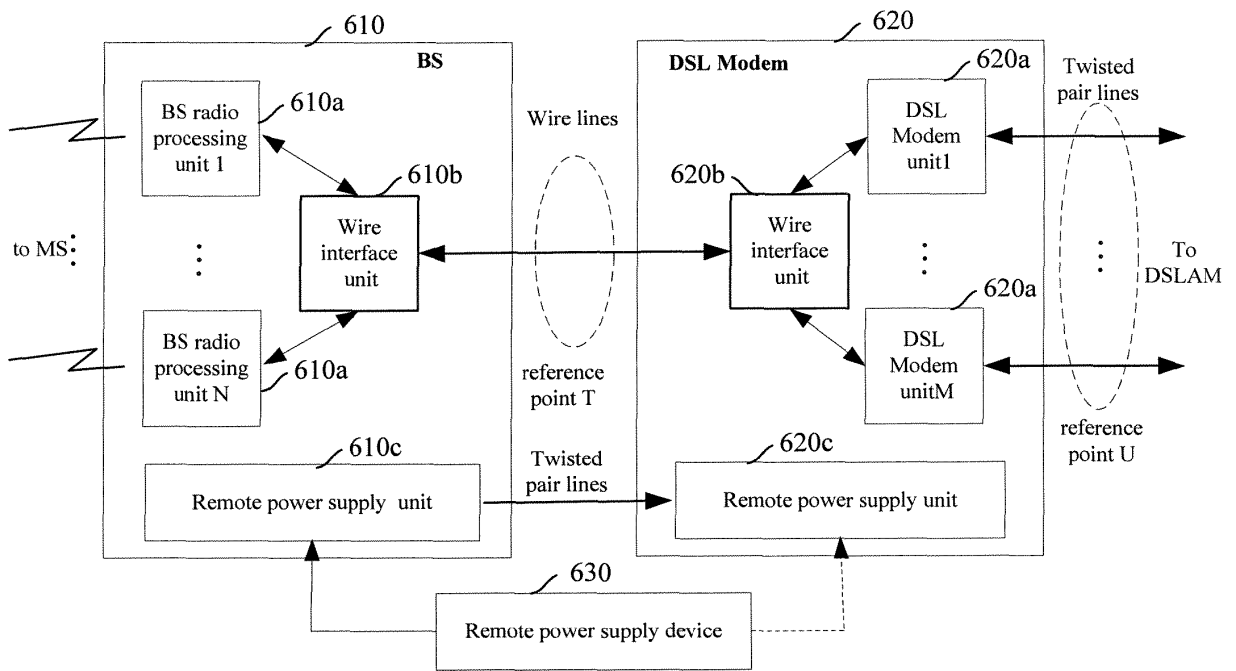 610
BS
BS radio
processing
unit 1
610a
610b
Wire
interface
unit
to MS
BS radio
processing
unit N
610a
610c
Remote power supply unit
Wire lines
reference
point T
Twisted
pair lines
620
DSL Modem
620a
DSL
Modem
unit1
620b
Wire
interface
unit
620a
DSL
Modem
unitM
620c
Remote power supply unit
Twisted
pair lines
To
DSLAM
reference
point U
630
Remote power supply device